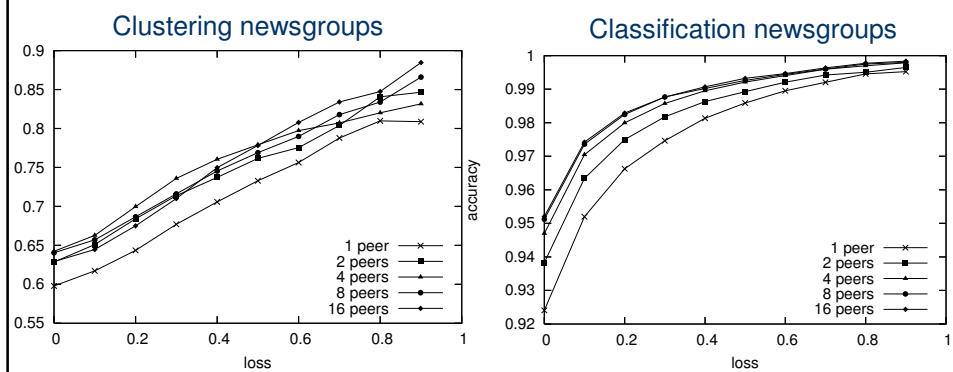 Clustering newsgroups
0.9
0.85
0.8
0.75
0.7
0.65
0.6
0.55
0
0.2
0.4
0.6
0.8
1
loss
1 peer
2 peers
4 peers
8 peers
16 peers
Classification newsgroups
accuracy
1
0.99
0.98
0.97
0.96
0.95
0.94
0.93
0.92
0
0.2
0.4
0.6
0.8
1
loss
1 peer
2 peers
4 peers
8 peers
16 peers